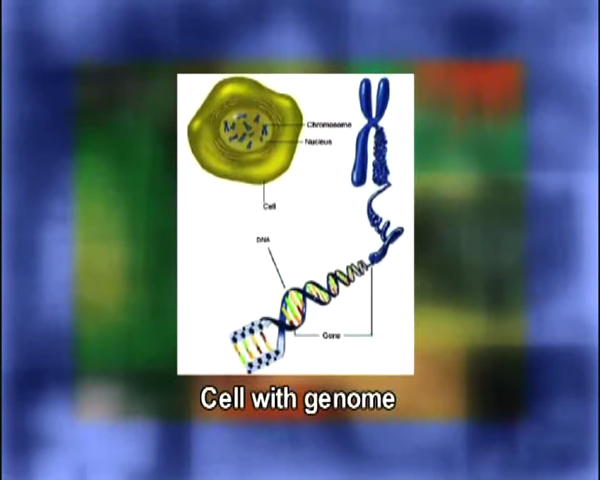 Chromosome
Nucleus
Cell
DNA
Gene
Cell with genome